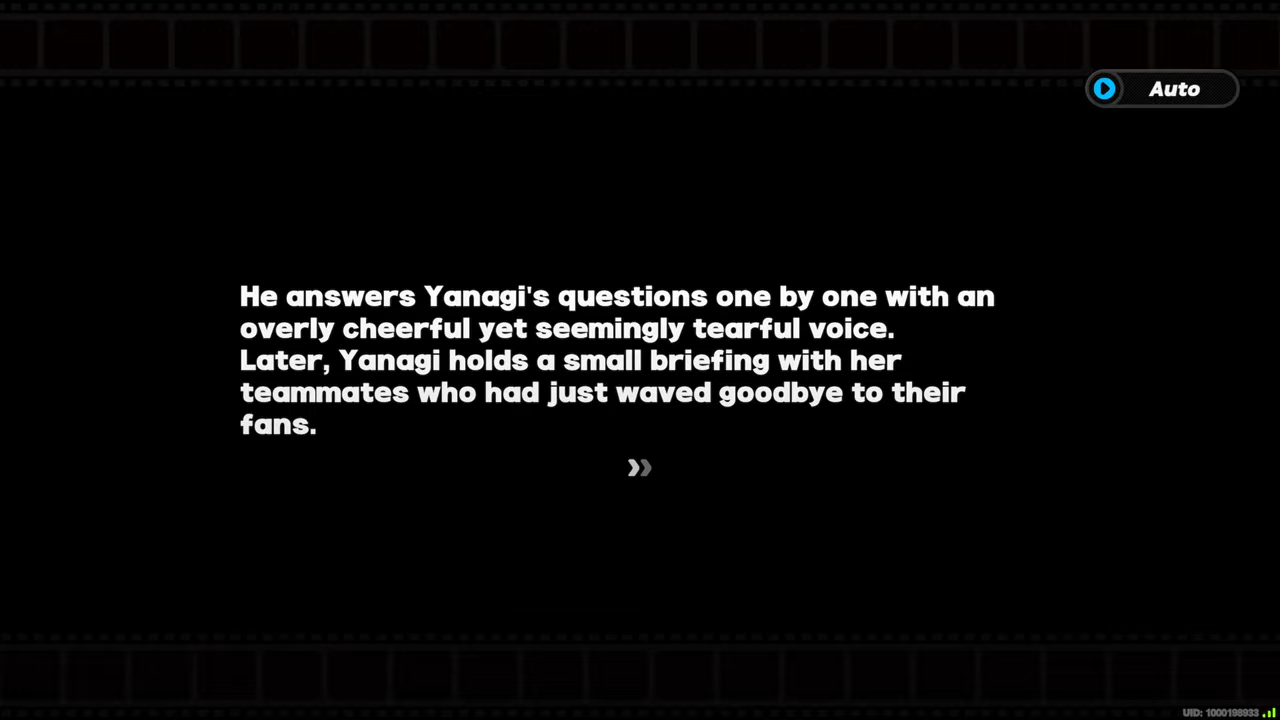 Auto
He answers Yanagi's questions one by one with an
overly cheerful yet seemingly tearful voice.
Later, Yanagi holds a small briefing with her
teammates who had just waved goodbye to their
fans.
UID: 1000198933